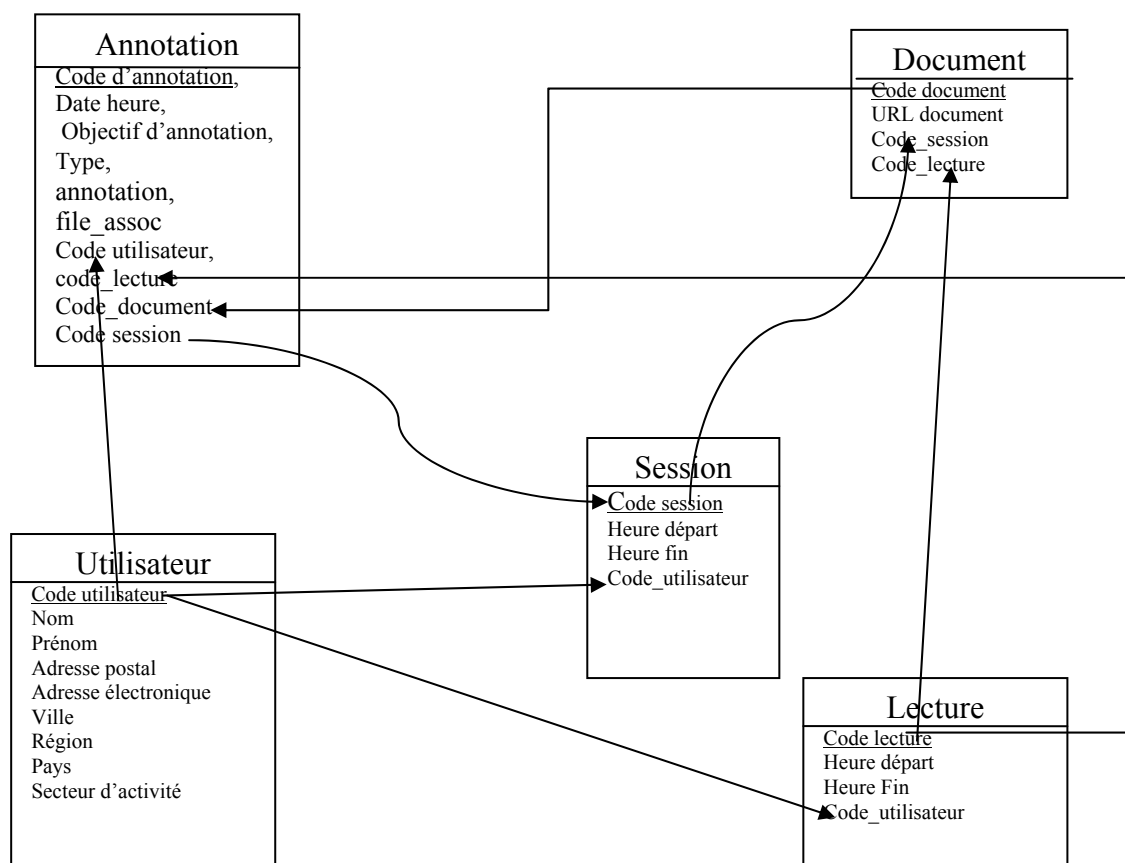 Annotation
Code d'annotation,
Date heure,
Objectif d'annotation,
Type,
annotation,
file_assoc
Code utilisateur,
code_lecture
Code_document
Code session
Document
Code document
URL document
Code_session
Code_lecture
Session
Code session
Heure départ
Heure fin
Code_utilisateur
Utilisateur
Code utilisateur
Nom
Prénom
Adresse postal
Adresse électronique
Ville
Région
Pays
Secteur d'activité
Lecture
Code lecture
Heure départ
Heure Fin
Code_utilisateur